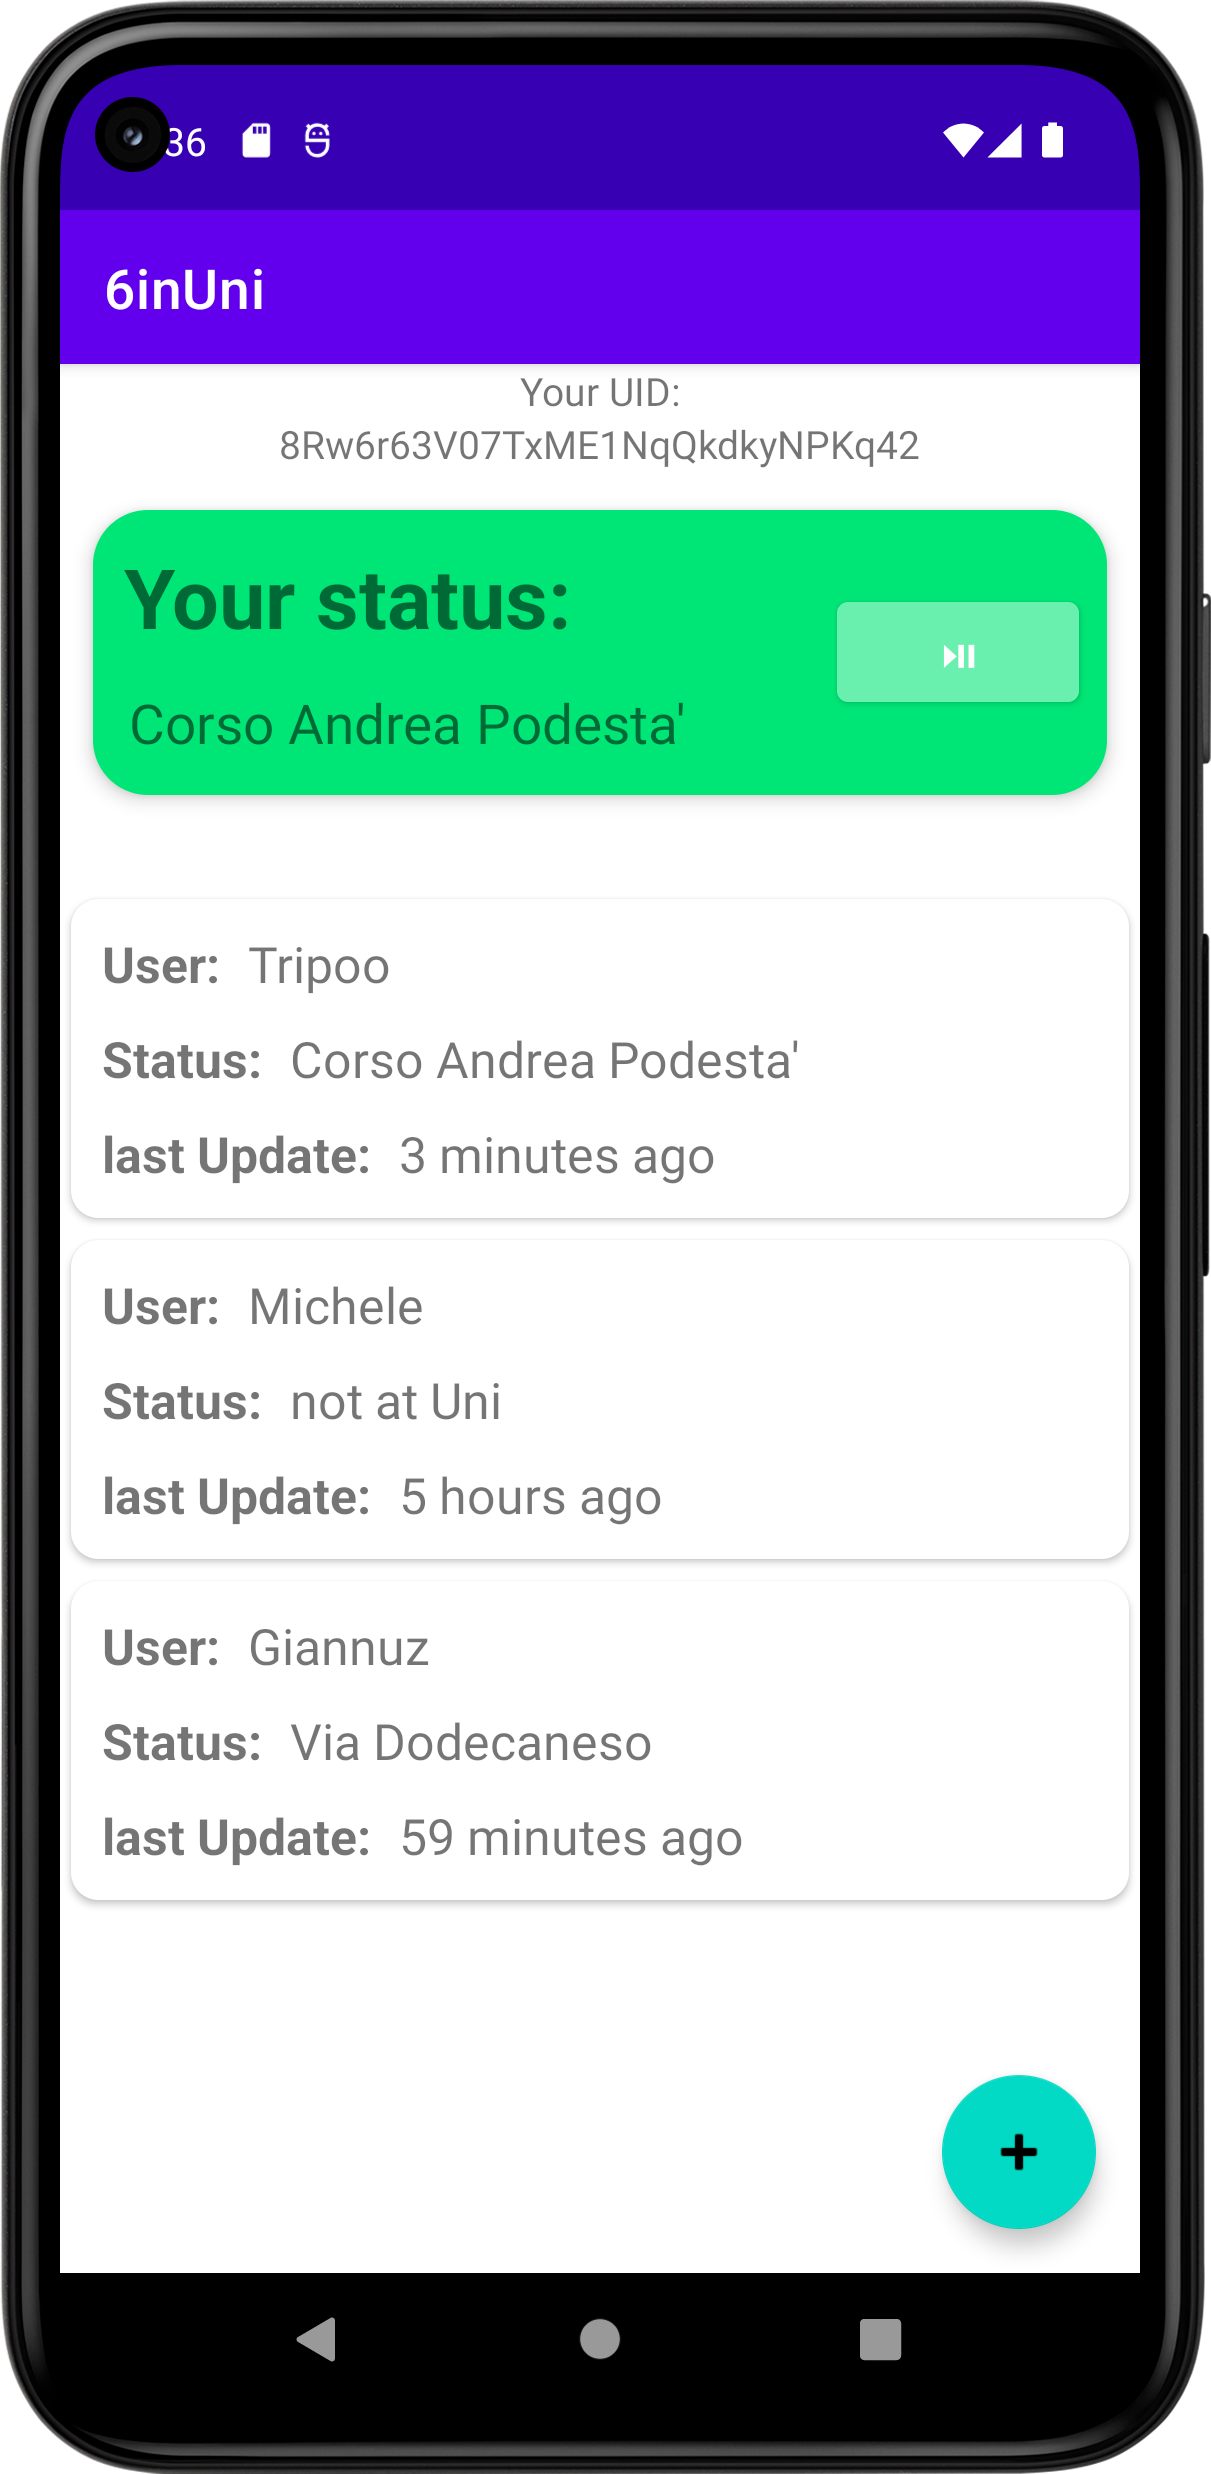 36
6inUni
Your UID:
8Rw6r63V07TxME1NqQkdkyNPKq42
Your status:
Corso Andrea Podesta'
User: Tripoo
Status: Corso Andrea Podesta'
last Update: 3 minutes ago
User: Michele
Status: not at Uni
last Update: 5 hours ago
User: Giannuz
Status: Via Dodecaneso
last Update: 59 minutes ago